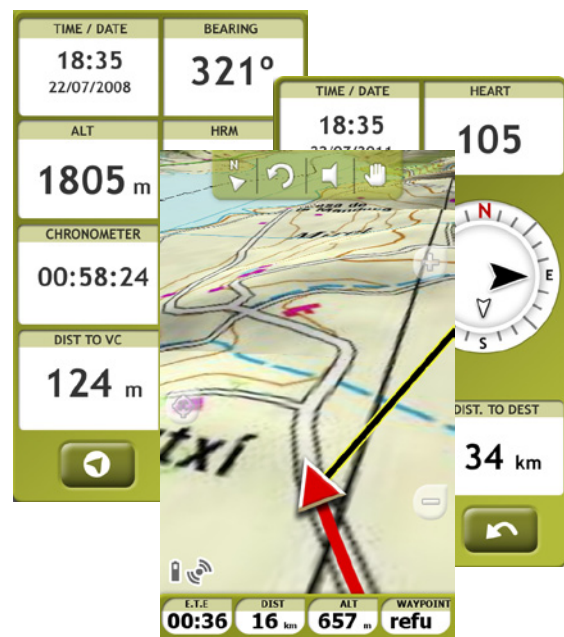 TIME / DATE
18:35
22/07/2008
BEARING
321º
ALT
1805 m
HRM
CHRONOMETER
00:58:24
DIST TO VC
124 m
TIME / DATE
18:35
HEART
105
N
E
S
DIST. TO DEST
34 km
N
txi
E.T.E
00:36
DIST
16 km
ALT
657 m
WAYPOINT
refu